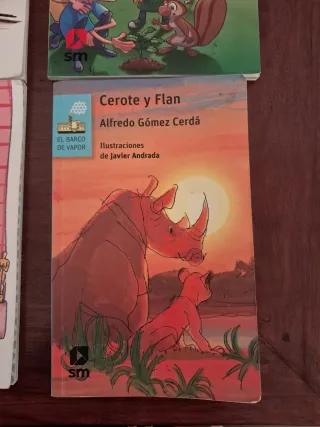 sm
Cerote y Flan
Alfredo Gómez Cerdá
EL BARCO
DE VAPOR
Ilustraciones
de Javier Andrada
sm